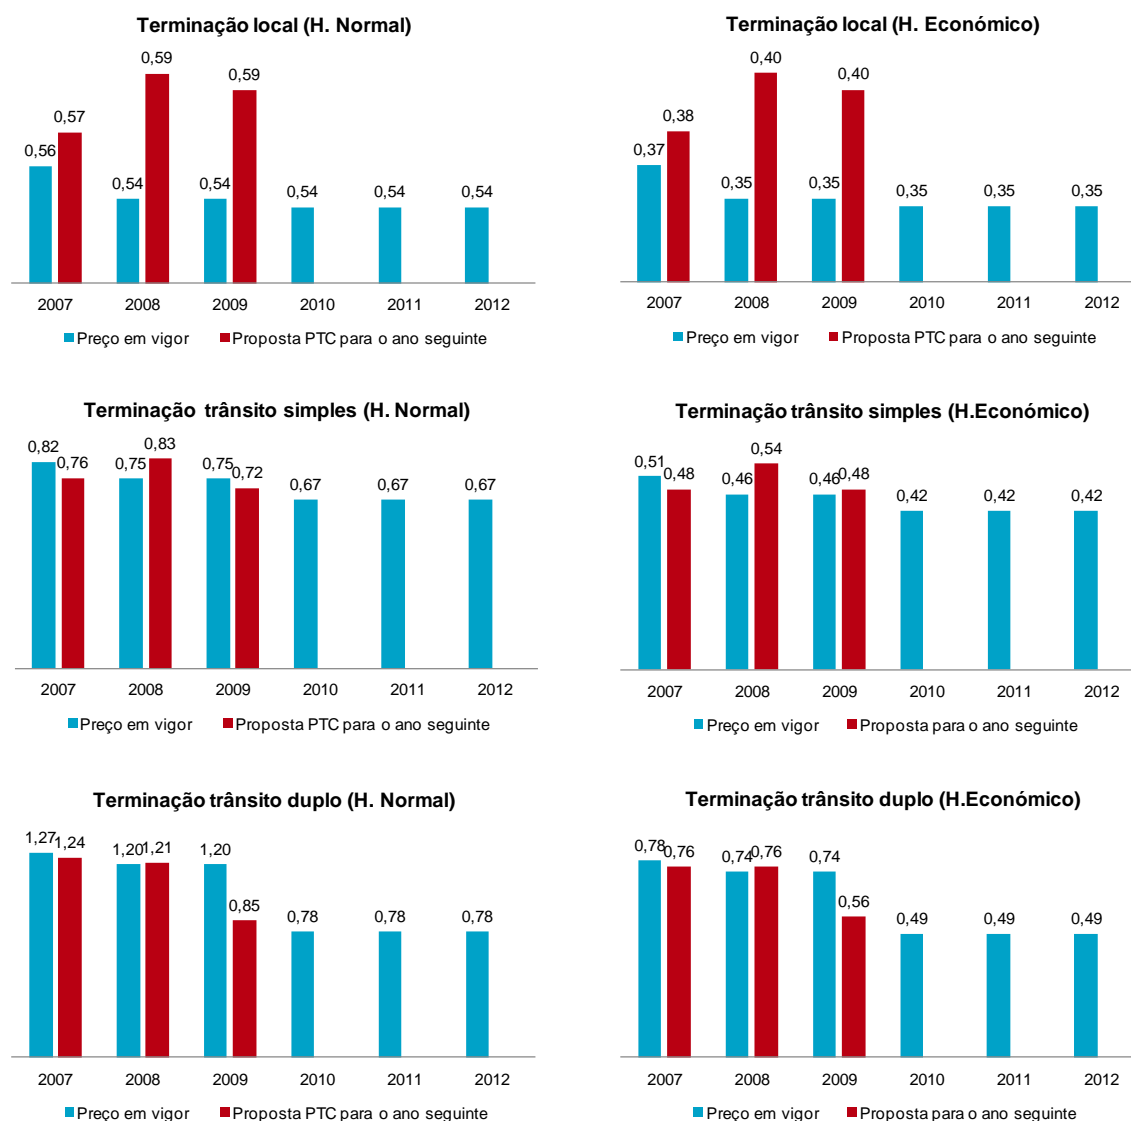 Terminação local (H. Normal)
0,56 0,57 0,54 0,59 0,54 0,59 0,54 0,54 0,54
2007 2008 2009 2010 2011 2012
Preço em vigor Proposta PTC para o ano seguinte
Terminação local (H. Económico)
0,37 0,38 0,35 0,40 0,35 0,40 0,35 0,35 0,35
2007 2008 2009 2010 2011 2012
Preço em vigor Proposta PTC para o ano seguinte
Terminação trânsito simples (H. Normal)
0,82 0,76 0,75 0,83 0,75 0,72 0,67 0,67 0,67
2007 2008 2009 2010 2011 2012
Preço em vigor Proposta PTC para o ano seguinte
Terminação trânsito simples (H.Económico)
0,51 0,48 0,46 0,54 0,46 0,48 0,42 0,42 0,42
2007 2008 2009 2010 2011 2012
Preço em vigor Proposta para o ano seguinte
Terminação trânsito duplo (H. Normal)
1,27 1,24 1,20 1,21 1,20 0,85 0,78 0,78 0,78
2007 2008 2009 2010 2011 2012
Preço em vigor Proposta PTC para o ano seguinte
Terminação trânsito duplo (H.Económico)
0,78 0,76 0,74 0,76 0,74 0,56 0,49 0,49 0,49
2007 2008 2009 2010 2011 2012
Preço em vigor Proposta para o ano seguinte